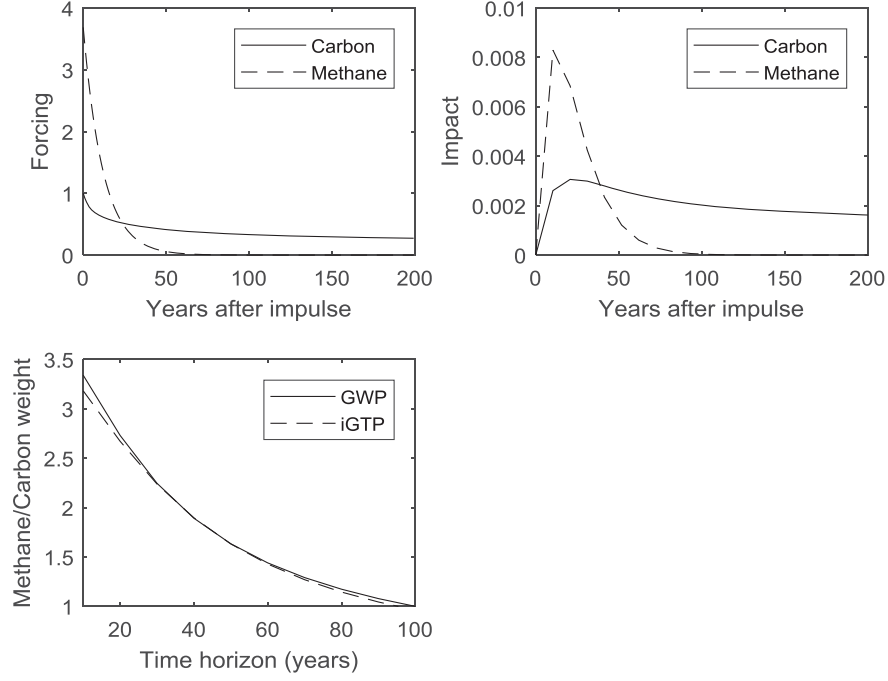 4
3
2
1
0
Forcing
Carbon
Methane
0
50
100
150
200
Years after impulse
0.01
0.008
0.006
0.004
0.002
0
Impact
Carbon
Methane
0
50
100
150
200
Years after impulse
3.5
3
2.5
2
1.5
1
Methane/Carbon weight
GWP
iGTP
20
40
60
80
100
Time horizon (years)